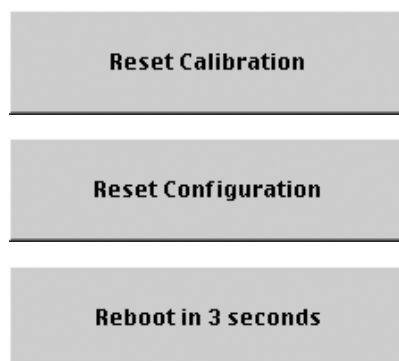 Reset Calibration
Reset Configuration
Reboot in 3 seconds